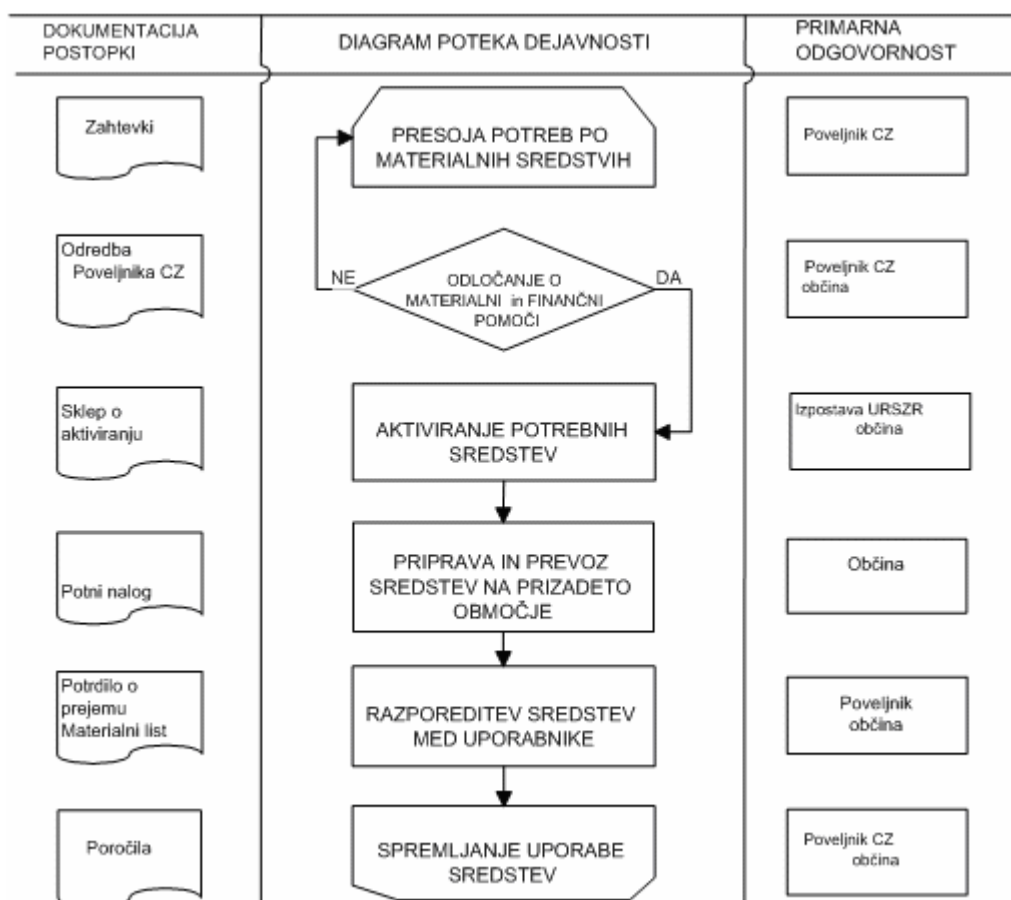 DOKUMENTACIJA
POSTOPKI
DIAGRAM POTEKA DEJAVNOSTI
PRIMARNA
ODGOVORNOST
Zahtevki
PRESOJA POTREB PO
MATERIALNIH SREDSTVIH
Poveljnik CZ
Odredba
Poveljnika CZ
NE
ODLOČANJE O
MATERIALNI in FINANČNI
POMOČI
DA
Poveljnik CZ
občina
Sklep o
aktiviranju
AKTIVIRANJE POTREBNIH
SREDSTEV
Izpostava URSZR
občina
Potni nalog
PRIPRAVA IN PREVOZ
SREDSTEV NA PRIZADETO
OBMOČJE
Občina
Potrdilo o
prejemu
Materialni list
RAZPOREDITEV SREDSTEV
MED UPORABNIKE
Poveljnik
občina
Poročila
SPREMLJANJE UPORABE
SREDSTEV
Poveljnik CZ
občina